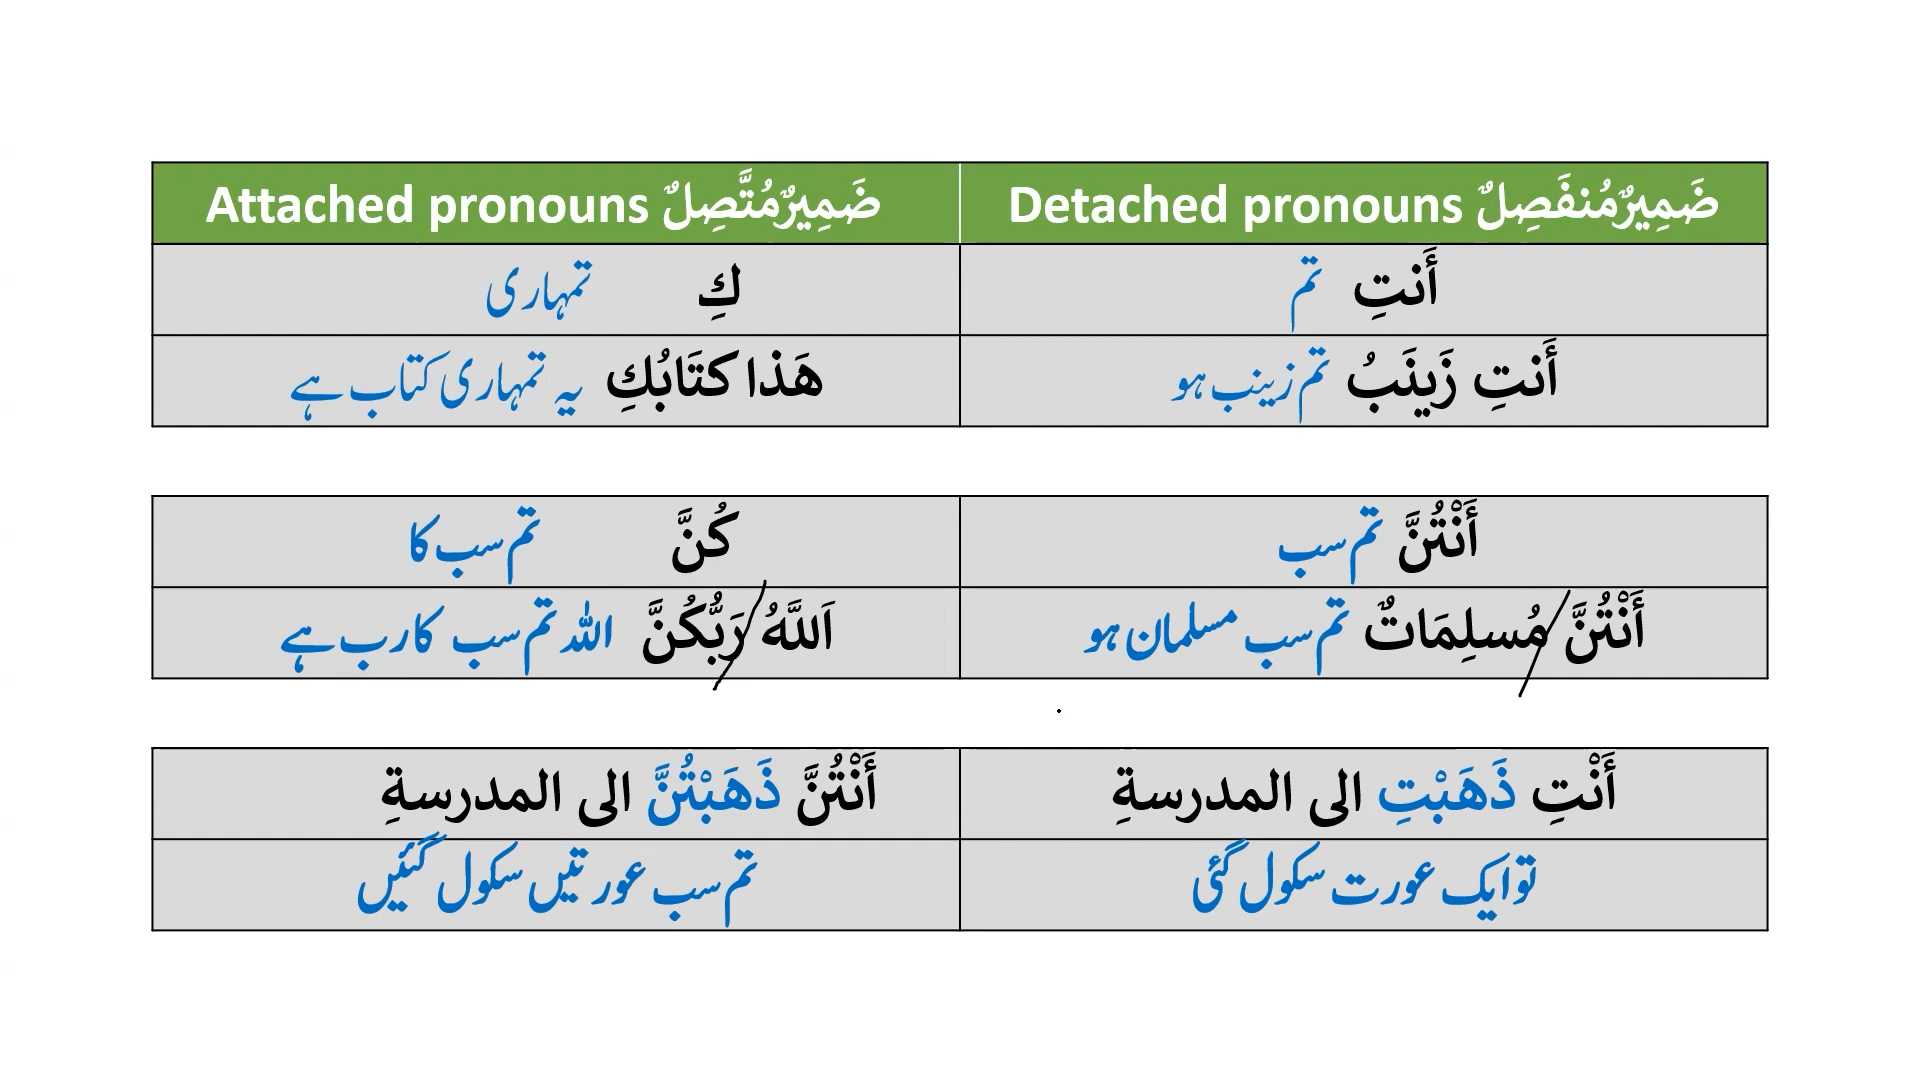 ضَمِيرٌ مُنفَصِلٌ Detached pronouns
ضَمِيرٌ مُتَّصِلٌ Attached pronouns
أَنتِ تم
كِ تمہاری
أَنتِ زَينَبُ تم زینب ہو
هَذا كتَابُكِ یہ تمہاری کتاب ہے
أَنْتُنَّ تم سب
كُنَّ تم سب کا
أَنْتُنَّ مُسلِمَاتٌ تم سب مسلمان ہو
اَللَّهُ رَبُّكُنَّ اللہ تم سب کا رب ہے
أَنْتِ ذَهَبْتِ الى المدرسةِ
أَنْتُنَّ ذَهَبْتُنَّ الى المدرسةِ
تو ایک عورت سکول گئی
تم سب عورتیں سکول گئیں